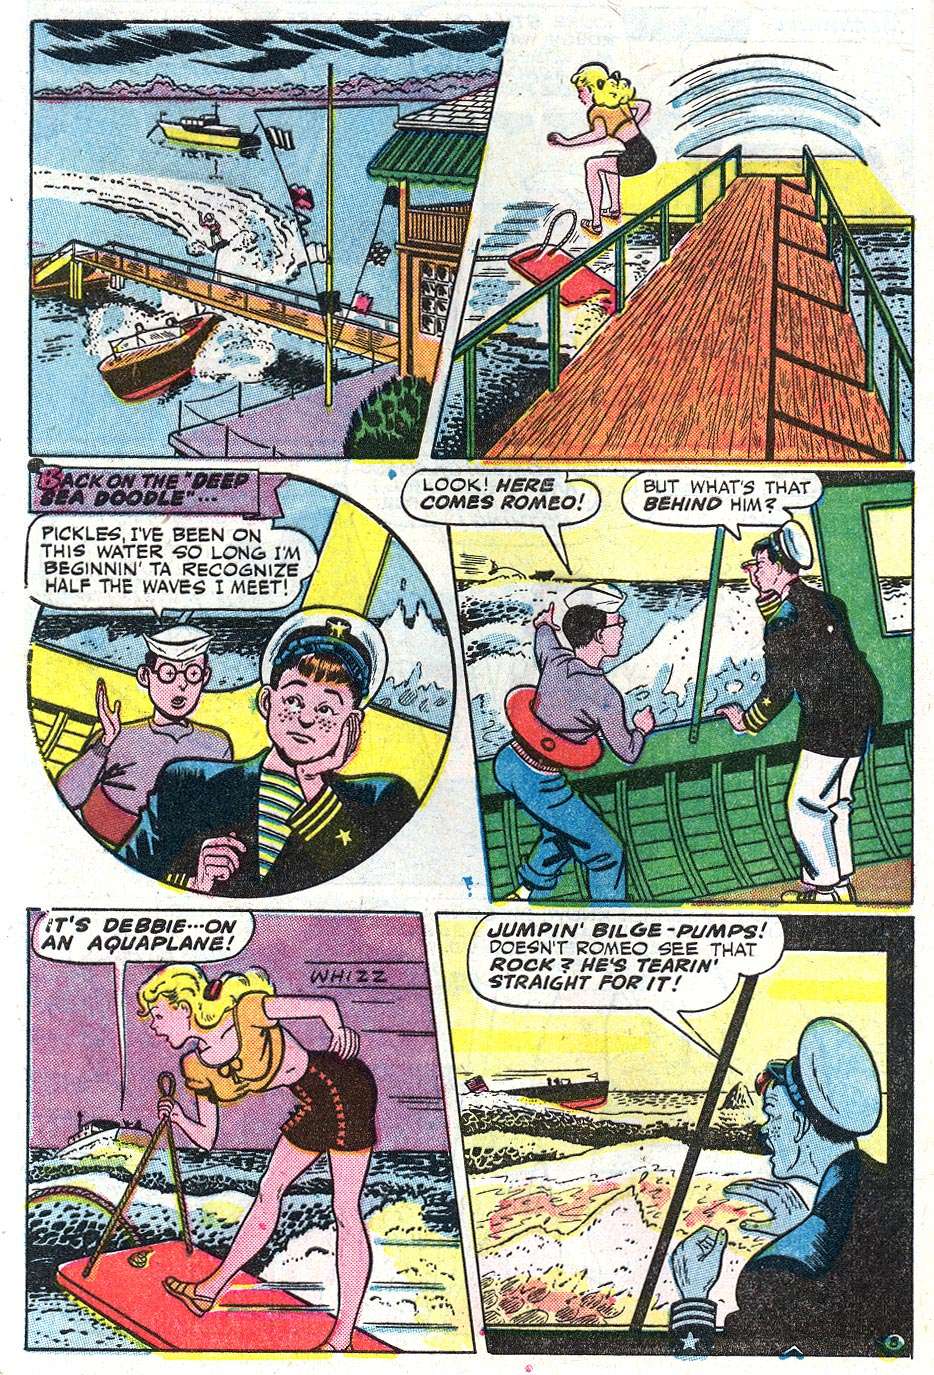 BACK ON THE "DEEP
SEA DOODLE"...
PICKLES, I'VE BEEN ON
THIS WATER SO LONG I'M
BEGINNIN' TA RECOGNIZE
HALF THE WAVES I MEET!
LOOK! HERE
COMES ROMEO!
BUT WHAT'S THAT
BEHIND HIM?
IT'S DEBBIE...ON
AN AQUAPLANE!
WHIZZ
JUMPIN' BILGE-PUMPS!
DOESN'T ROMEO SEE THAT
ROCK? HE'S TEARIN'
STRAIGHT FOR IT!